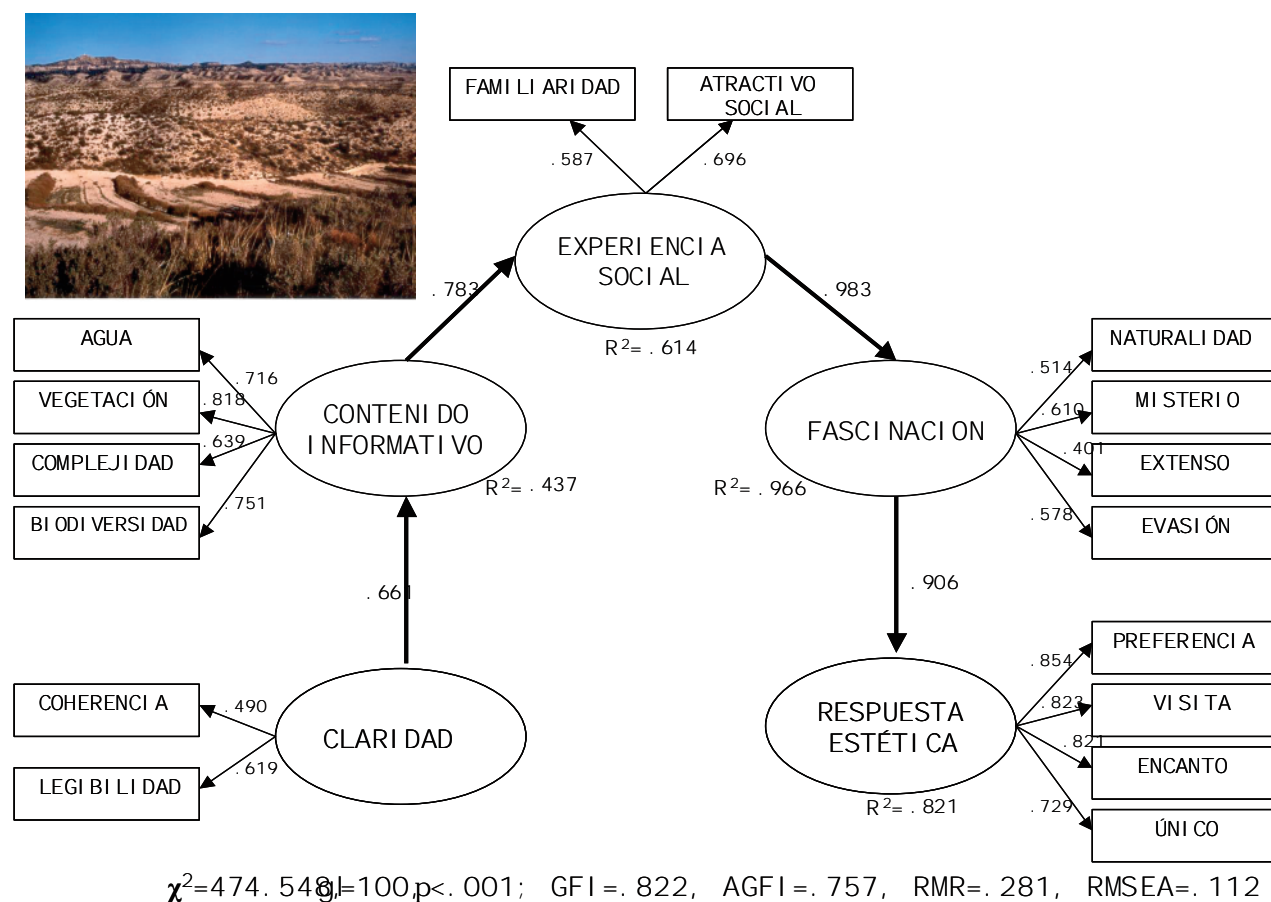 FAMILIARIDAD
ATRACTIVO
SOCIAL
.587
.696
EXPERIENCIA
SOCIAL
.783
.983
R²=.614
AGUA
VEGETACIÓN
COMPLEJIDAD
BIODIVERSIDAD
.716
.818
.639
.751
CONTENIDO
INFORMATIVO
R²=.437
FASCINACION
R²=.966
.514
.610
.401
.578
NATURALIDAD
MISTERIO
EXTENSO
EVASIÓN
.661
.906
COHERENCIA
LEGIBILIDAD
.490
.619
CLARIDAD
RESPUESTA
ESTÉTICA
R²=.821
.854
.823
.821
.729
PREFERENCIA
VISITA
ENCANTO
ÚNICO
χ²=474.548, gl=100, p<.001; GFI=.822, AGFI=.757, RMR=.281, RMSEA=.112